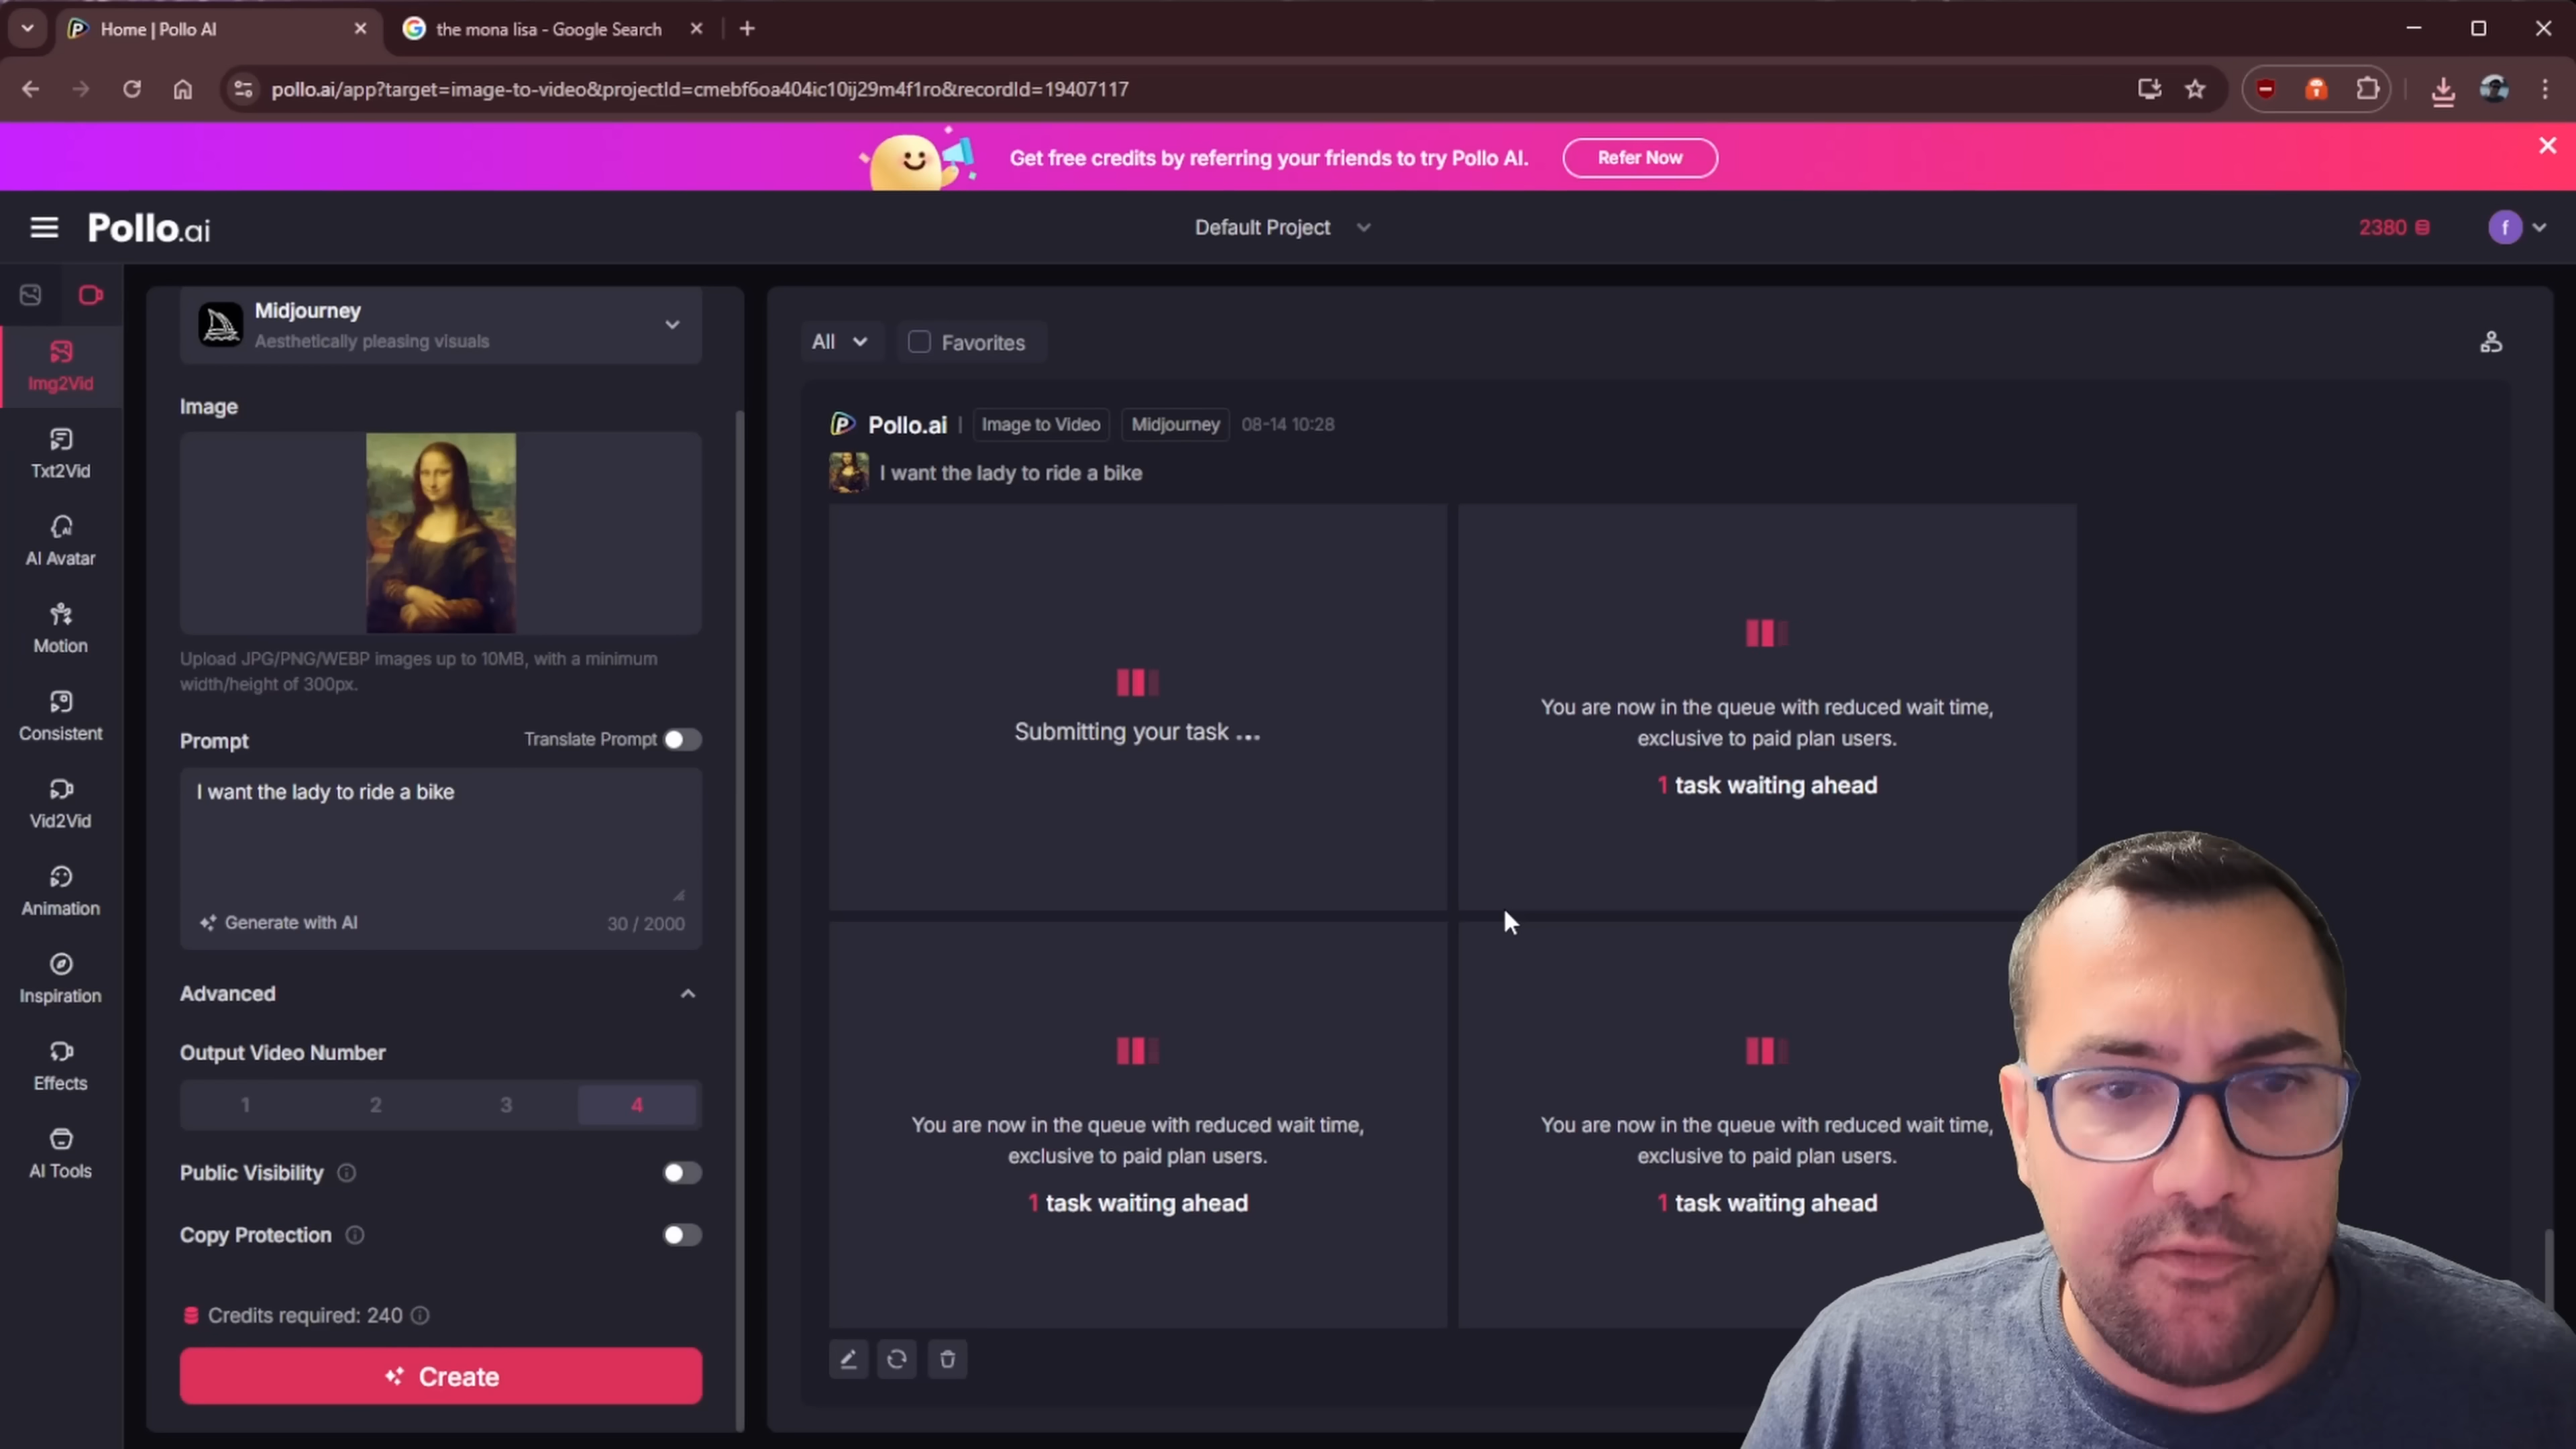 Home | Pollo AI
the mona lisa - Google Search
pollo.ai/app?target=image-to-video&projectId=cmebf6oa404ic10ij29m4f1ro&recordId=19407117
Get free credits by referring your friends to try Pollo AI.
Refer Now
Pollo.ai
Default Project
2380
f
Img2Vid
Txt2Vid
AI Avatar
Motion
Consistent
Vid2Vid
Animation
Inspiration
Effects
AI Tools
Midjourney
Aesthetically pleasing visuals
Image
Upload JPG/PNG/WEBP images up to 10MB, with a minimum
width/height of 300px.
Prompt
Translate Prompt
I want the lady to ride a bike
Generate with AI
30 / 2000
Advanced
Output Video Number
1 2 3 4
Public Visibility
Copy Protection
Credits required: 240
Create
All
Favorites
Pollo.ai | Image to Video Midjourney 08-14 10:28
I want the lady to ride a bike
Submitting your task ...
You are now in the queue with reduced wait time,
exclusive to paid plan users.
1 task waiting ahead
You are now in the queue with reduced wait time,
exclusive to paid plan users.
1 task waiting ahead
You are now in the queue with reduced wait time,
exclusive to paid plan users.
1 task waiting ahead